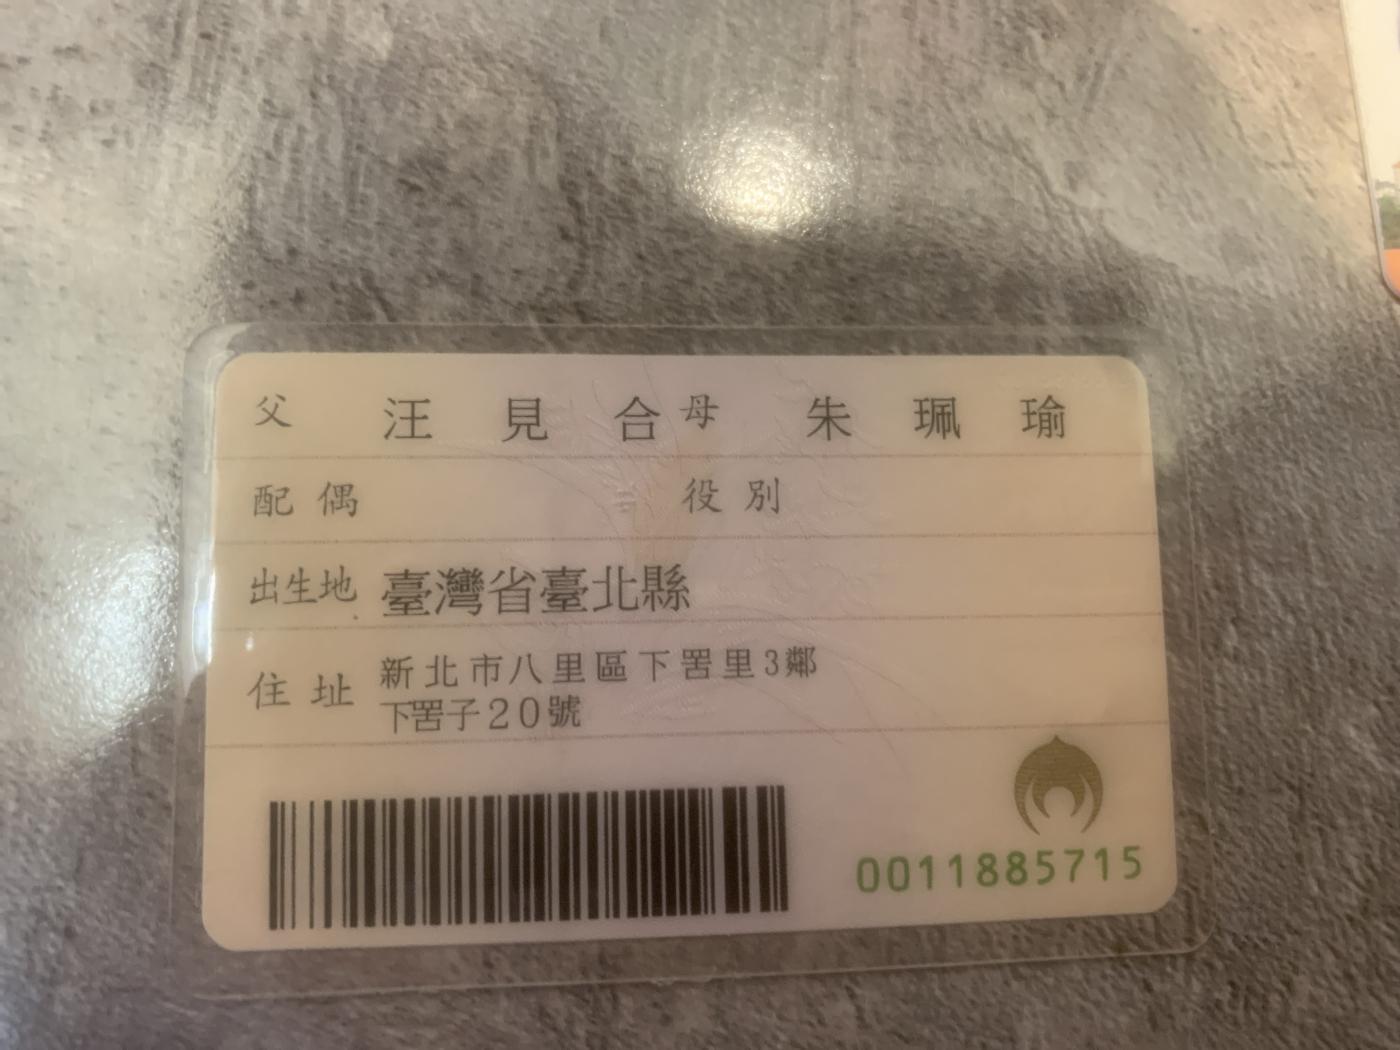 父 汪見合 母 朱珮瑜
配偶 役別
出生地 臺灣省臺北縣
住址 新北市八里區下罟里3鄰
下罟子20號
0011885715